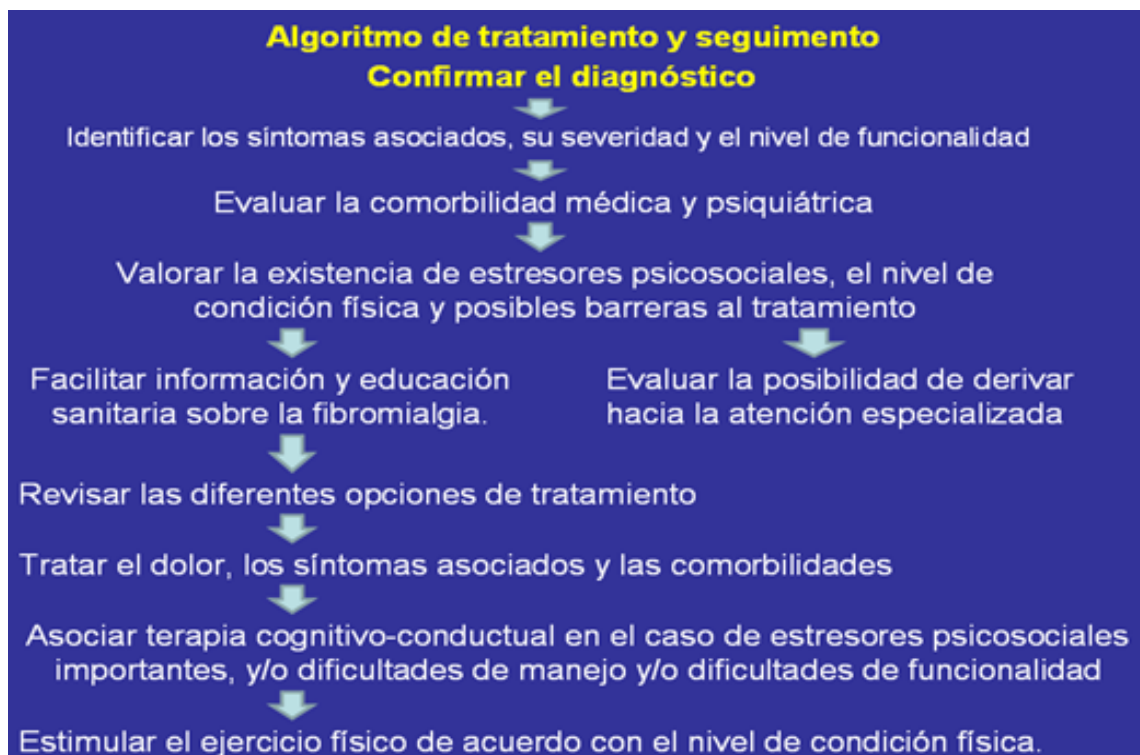 Algoritmo de tratamiento y seguimento
Confirmar el diagnóstico
Identificar los síntomas asociados, su severidad y el nivel de funcionalidad
Evaluar la comorbilidad médica y psiquiátrica
Valorar la existencia de estresores psicosociales, el nivel de
condición física y posibles barreras al tratamiento
Facilitar información y educación
sanitaria sobre la fibromialgia.
Evaluar la posibilidad de derivar
hacia la atención especializada
Revisar las diferentes opciones de tratamiento
Tratar el dolor, los síntomas asociados y las comorbilidades
Asociar terapia cognitivo-conductual en el caso de estresores psicosociales
importantes, y/o dificultades de manejo y/o dificultades de funcionalidad
Estimular el ejercicio físico de acuerdo con el nivel de condición física.